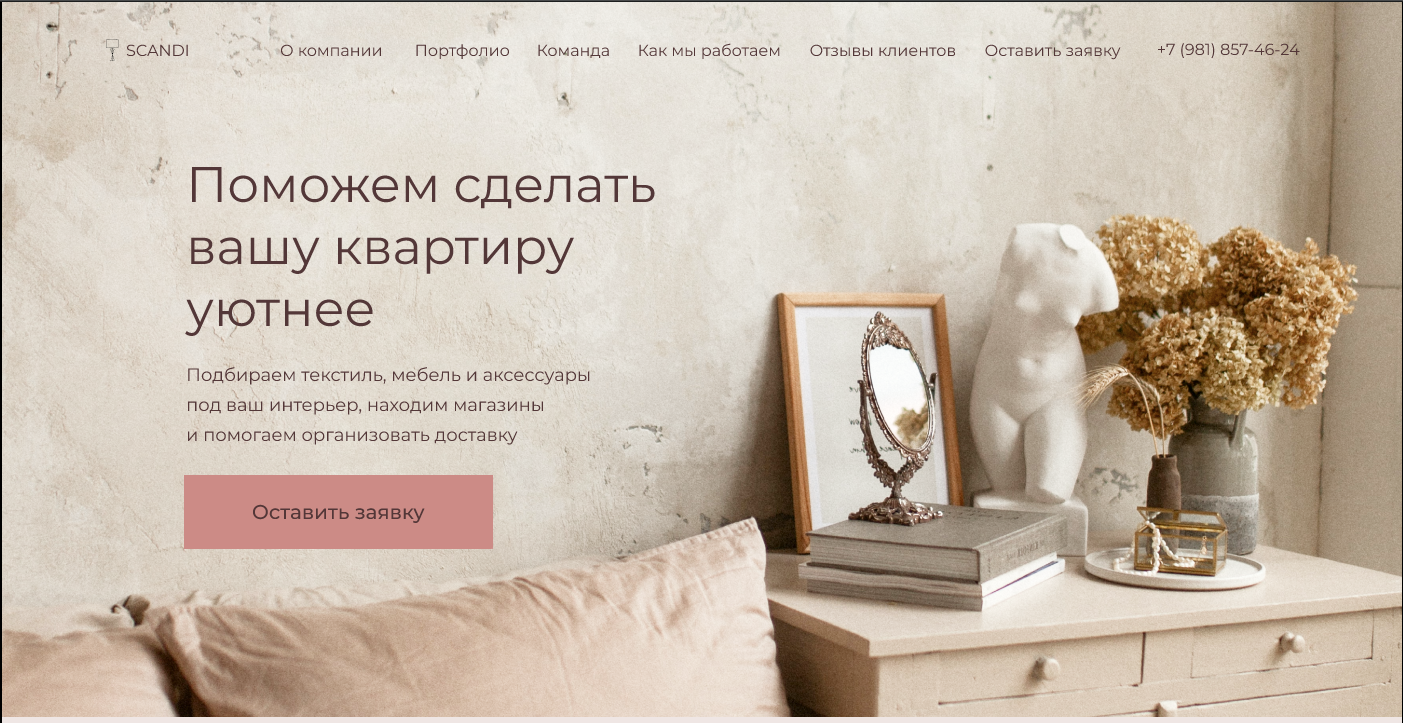 SCANDI О компании Портфолио Команда Как мы работаем Отзывы клиентов Оставить заявку +7 (981) 857-46-24
Поможем сделать
вашу квартиру
уютнее
Подбираем текстиль, мебель и аксессуары
под ваш интерьер, находим магазины
и помогаем организовать доставку
Оставить заявку